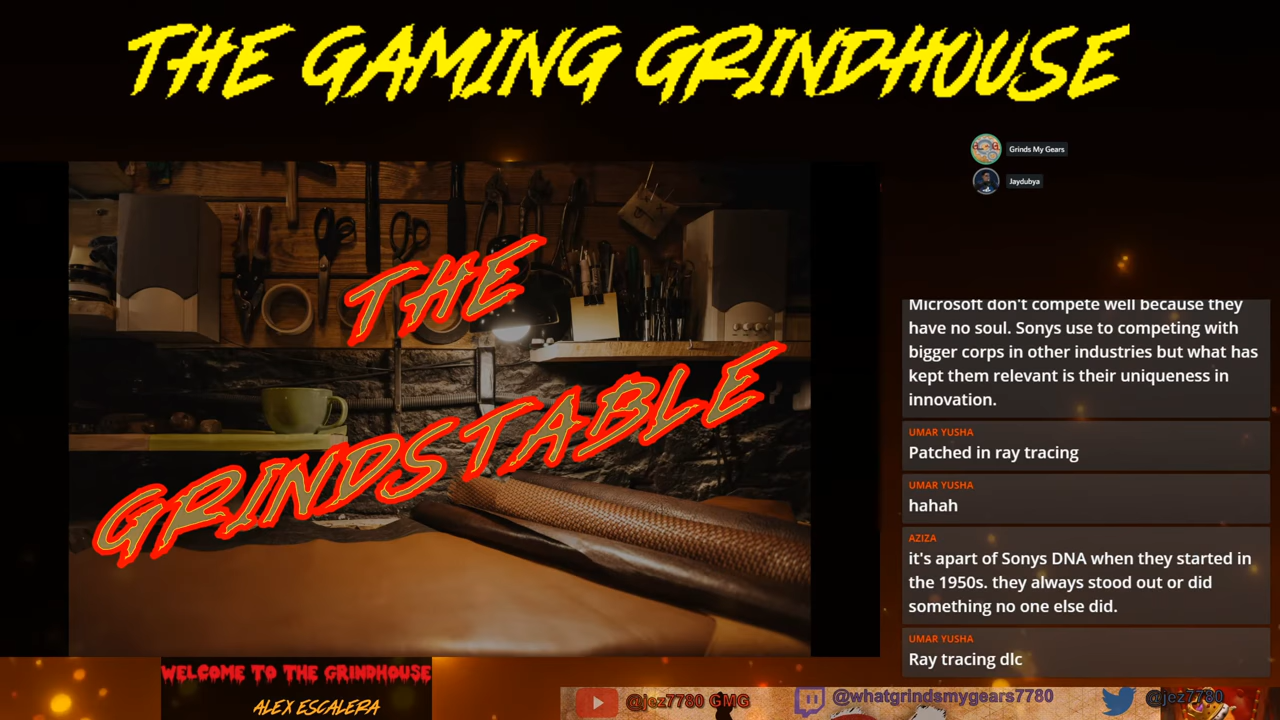 THE GAMING GRINDHOUSE
Grinds My Gears
Jaydubya
THE
GRINDSTABLE
Microsoft don't compete well because they
have no soul. Sonys use to competing with
bigger corps in other industries but what has
kept them relevant is their uniqueness in
innovation.
UMAR YUSHA
Patched in ray tracing
UMAR YUSHA
hahah
AZIZA
it's apart of Sonys DNA when they started in
the 1950s. they always stood out or did
something no one else did.
UMAR YUSHA
Ray tracing dlc
WELCOME TO THE GRINDHOUSE
ALEX ESCALERA
@jez7780 GMG
@whatgrindsmygears7780
@jez7780